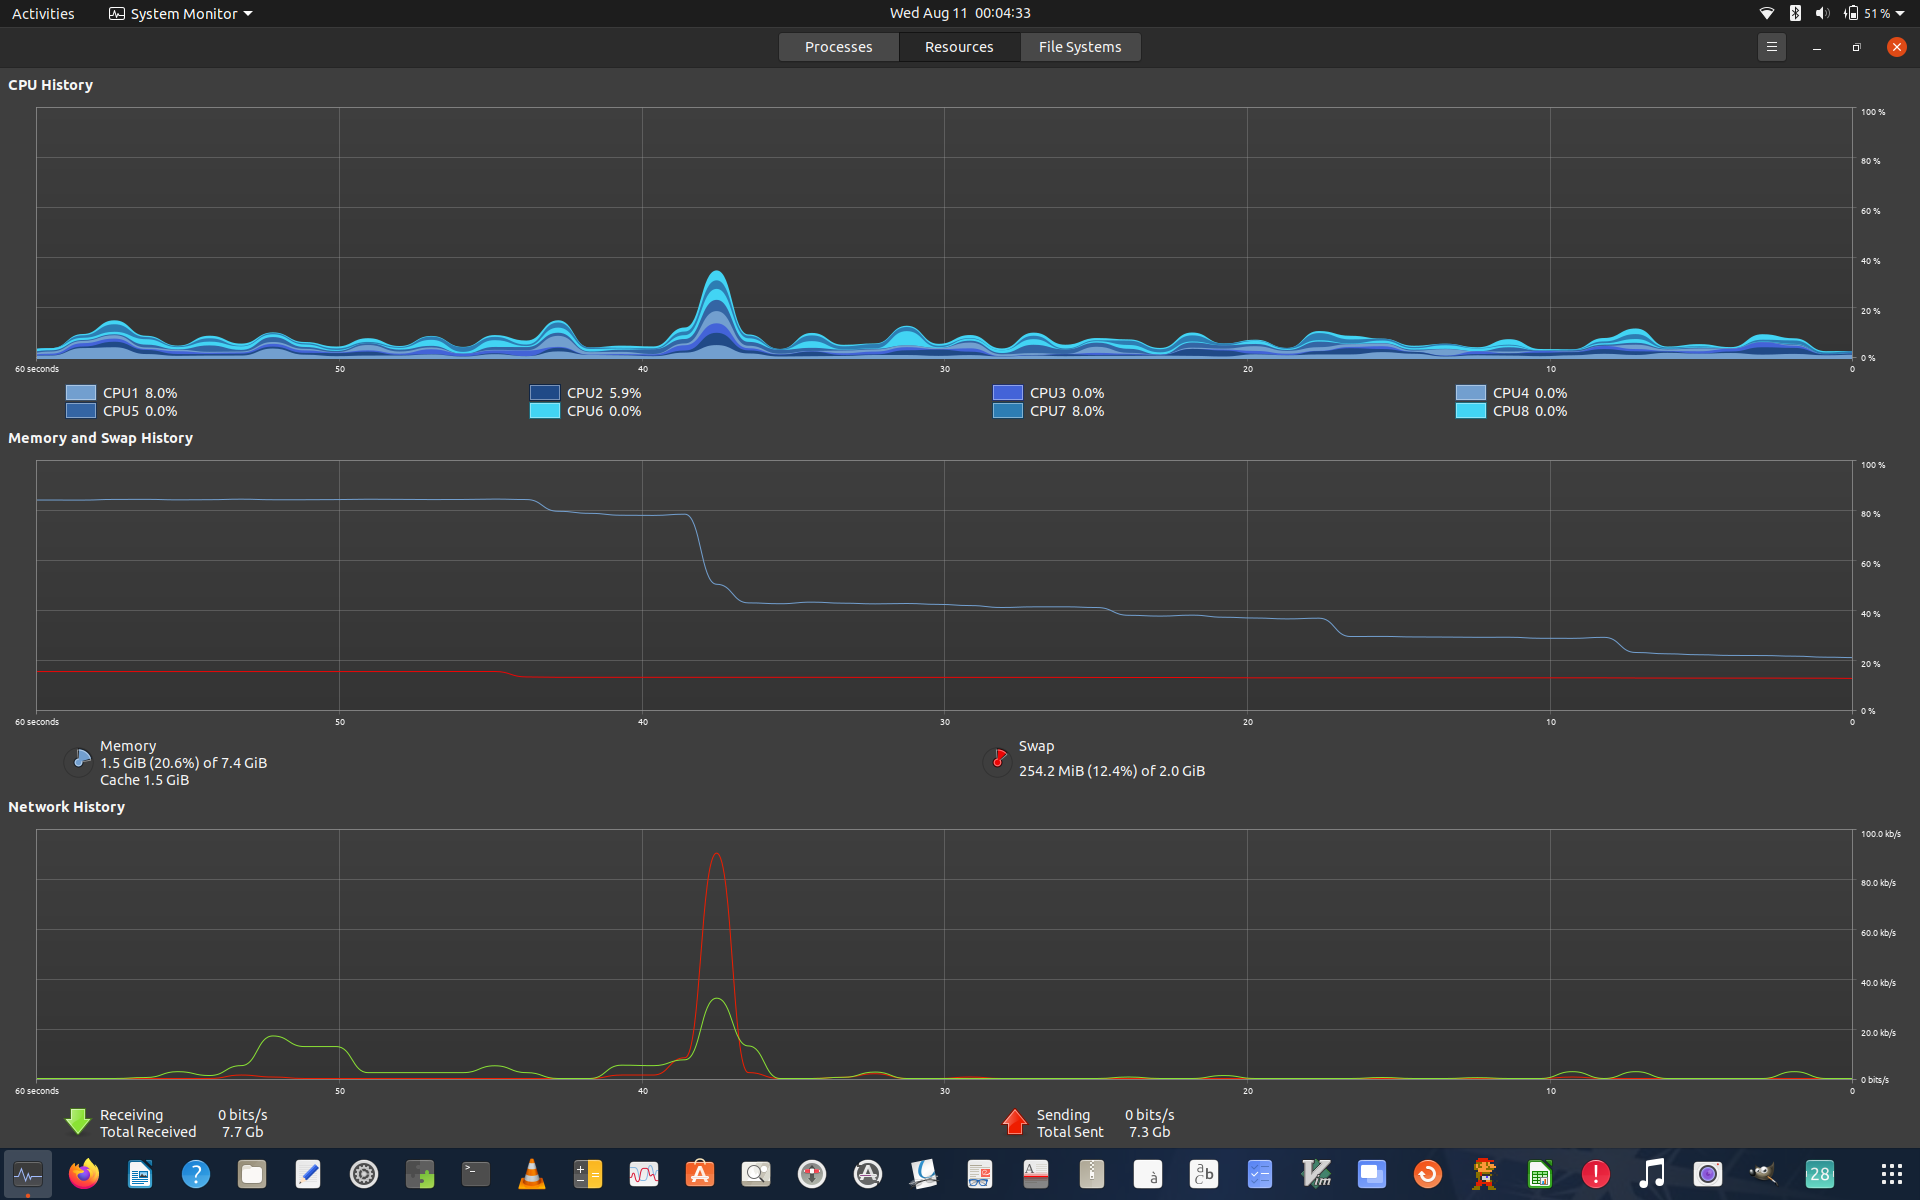 Activities System Monitor Wed Aug 11 00:04:33 51 %
Processes Resources File Systems
CPU History
100 %
80 %
60 %
40 %
20 %
0 %
60 seconds 50 40 30 20 10 0
CPU1 8.0% CPU2 5.9% CPU3 0.0% CPU4 0.0%
CPU5 0.0% CPU6 0.0% CPU7 8.0% CPU8 0.0%
Memory and Swap History
100 %
80 %
60 %
40 %
20 %
0 %
60 seconds 50 40 30 20 10 0
Memory
1.5 GiB (20.6%) of 7.4 GiB
Cache 1.5 GiB
Swap
254.2 MiB (12.4%) of 2.0 GiB
Network History
100.0 kb/s
80.0 kb/s
60.0 kb/s
40.0 kb/s
20.0 kb/s
0 bits/s
60 seconds 50 40 30 20 10 0
Receiving 0 bits/s
Total Received 7.7 Gb
Sending 0 bits/s
Total Sent 7.3 Gb
? >_ A à a b c Vim ! 28